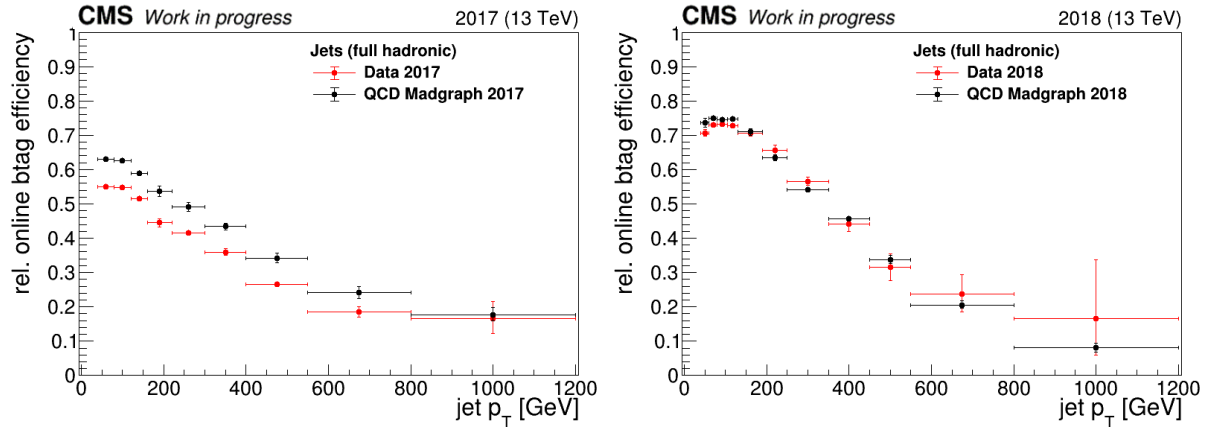 CMS Work in progress 2017 (13 TeV)
rel. online btag efficiency
1
0.9
0.8
0.7
0.6
0.5
0.4
0.3
0.2
0.1
0
Jets (full hadronic)
Data 2017
QCD Madgraph 2017
0 200 400 600 800 1000 1200
jet p_T [GeV]
CMS Work in progress 2018 (13 TeV)
rel. online btag efficiency
1
0.9
0.8
0.7
0.6
0.5
0.4
0.3
0.2
0.1
0
Jets (full hadronic)
Data 2018
QCD Madgraph 2018
0 200 400 600 800 1000 1200
jet p_T [GeV]